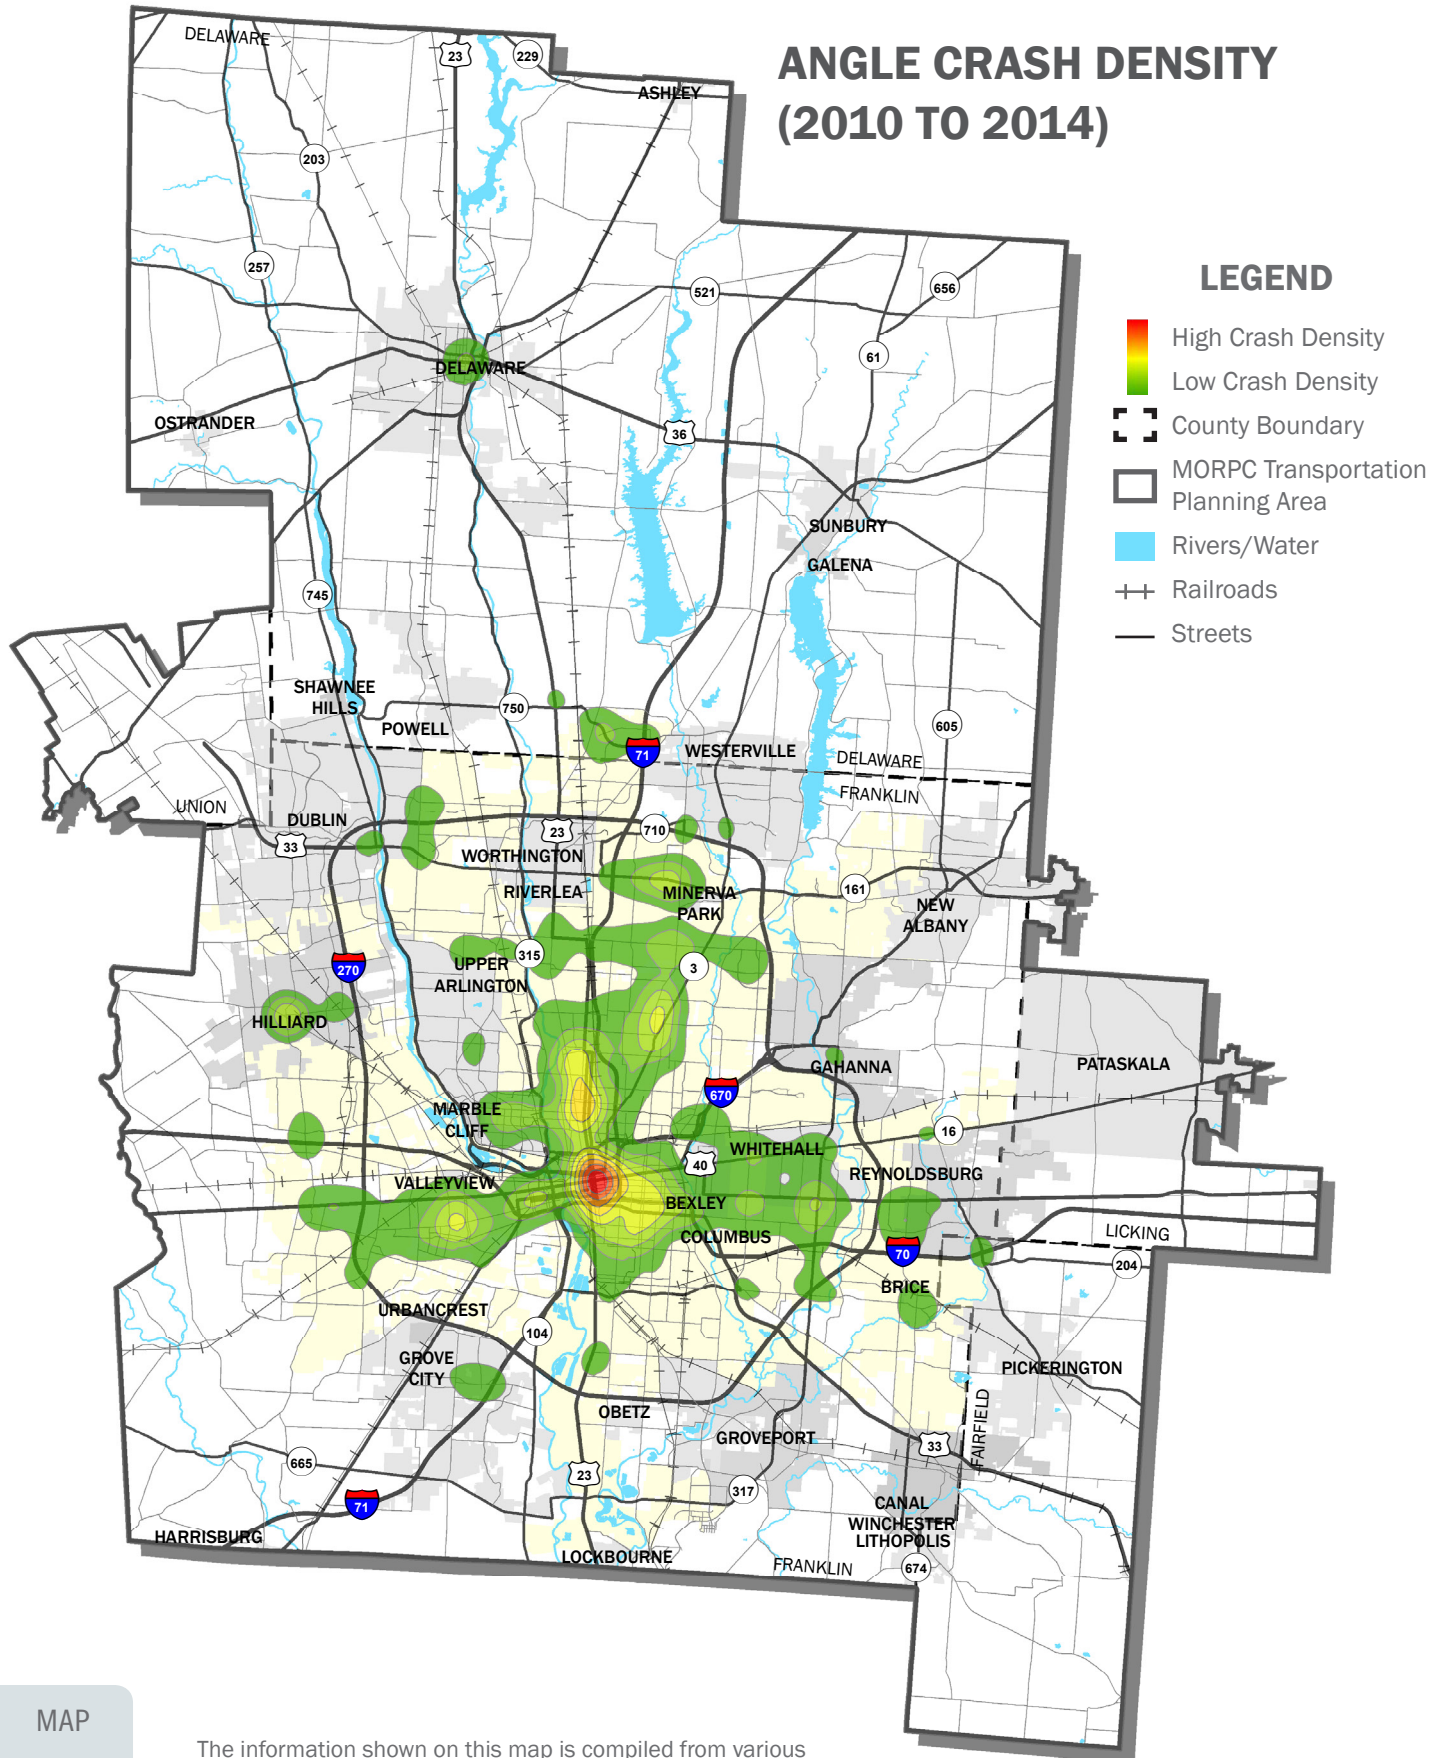 ANGLE CRASH DENSITY
(2010 TO 2014)
LEGEND
High Crash Density
Low Crash Density
County Boundary
MORPC Transportation
Planning Area
Rivers/Water
Railroads
Streets
DELAWARE
23
229
ASHLEY
203
257
521
656
61
DELAWARE
OSTRANDER
36
SUNBURY
GALENA
745
SHAWNEE
HILLS
750
POWELL
605
71
WESTERVILLE
DELAWARE
FRANKLIN
UNION
DUBLIN
33
23
710
WORTHINGTON
RIVERLEA
MINERVA
PARK
161
NEW
ALBANY
270
UPPER
ARLINGTON
315
3
HILLIARD
GAHANNA
PATASKALA
670
MARBLE
CLIFF
16
WHITEHALL
40
REYNOLDSBURG
VALLEYVIEW
BEXLEY
COLUMBUS
LICKING
70
204
BRICE
URBANCREST
104
GROVE
CITY
PICKERINGTON
OBETZ
FAIRFIELD
GROVEPORT
33
665
23
317
71
CANAL
WINCHESTER
LITHOPOLIS
HARRISBURG
LOCKBOURNE
FRANKLIN
674
MAP
The information shown on this map is compiled from various